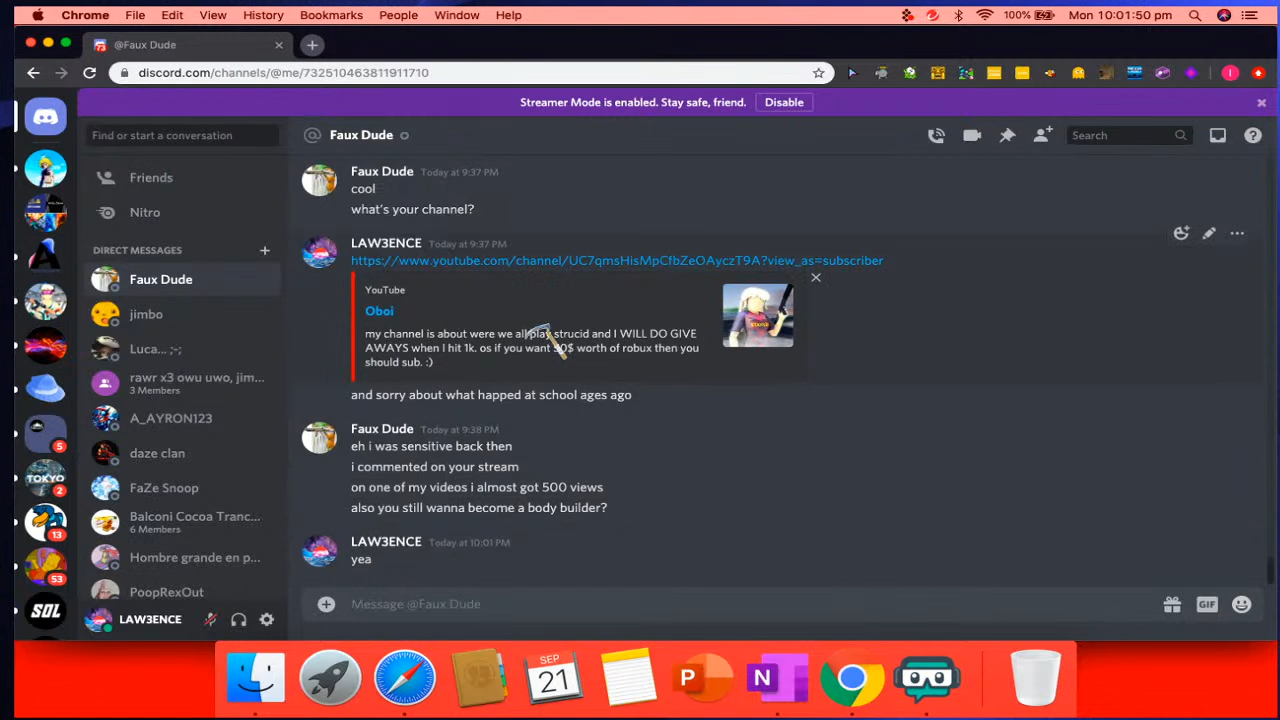 Chrome File Edit View History Bookmarks People Window Help 100% Mon 10:01:50 pm
@Faux Dude
discord.com/channels/@me/732510463811911710
Streamer Mode is enabled. Stay safe, friend. Disable
Find or start a conversation
Faux Dude
Search
Friends
Nitro
DIRECT MESSAGES
Faux Dude
jimbo
Luca... ;-;
rawr x3 owu uwo, jim...
3 Members
A_AYRON123
daze clan
FaZe Snoop
Balconi Cocoa Tranc...
6 Members
Hombre grande en p...
PoopRexOut
LAW3ENCE
5
TOKYO
2
13
53
SOL
Faux Dude Today at 9:37 PM
cool
what's your channel?
LAW3ENCE Today at 9:37 PM
https://www.youtube.com/channel/UC7qmsHisMpCfbZeOAyczT9A?view_as=subscriber
YouTube
Oboi
my channel is about were we all play strucid and I WILL DO GIVE
AWAYS when I hit 1k. os if you want 50$ worth of robux then you
should sub. :)
and sorry about what happed at school ages ago
Faux Dude Today at 9:38 PM
eh i was sensitive back then
i commented on your stream
on one of my videos i almost got 500 views
also you still wanna become a body builder?
LAW3ENCE Today at 10:01 PM
yea
Message @Faux Dude
GIF
SEP
21
P
N